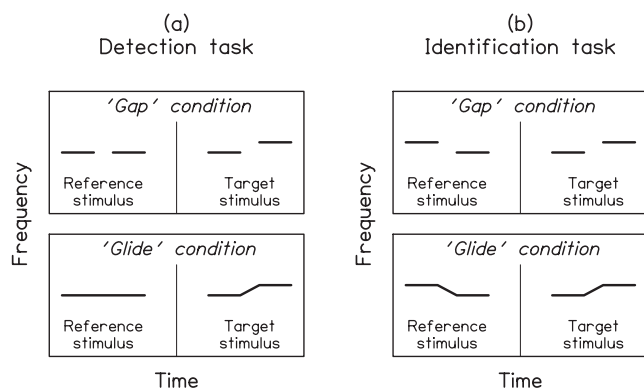 (a)
Detection task
'Gap' condition
Reference
stimulus
Target
stimulus
'Glide' condition
Reference
stimulus
Target
stimulus
Frequency
Time
(b)
Identification task
'Gap' condition
Reference
stimulus
Target
stimulus
'Glide' condition
Reference
stimulus
Target
stimulus
Frequency
Time